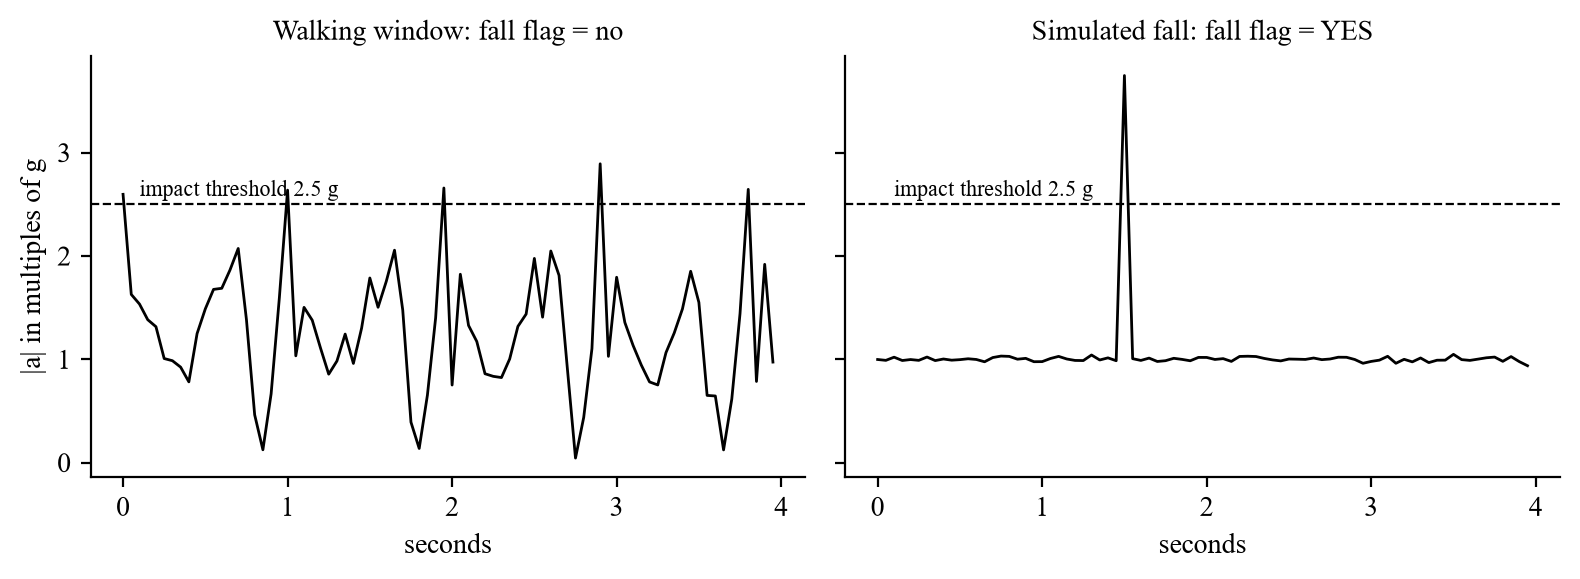 Walking window: fall flag = no
|a| in multiples of g
3
2
1
0
impact threshold 2.5 g
0 1 2 3 4
seconds
Simulated fall: fall flag = YES
impact threshold 2.5 g
0 1 2 3 4
seconds